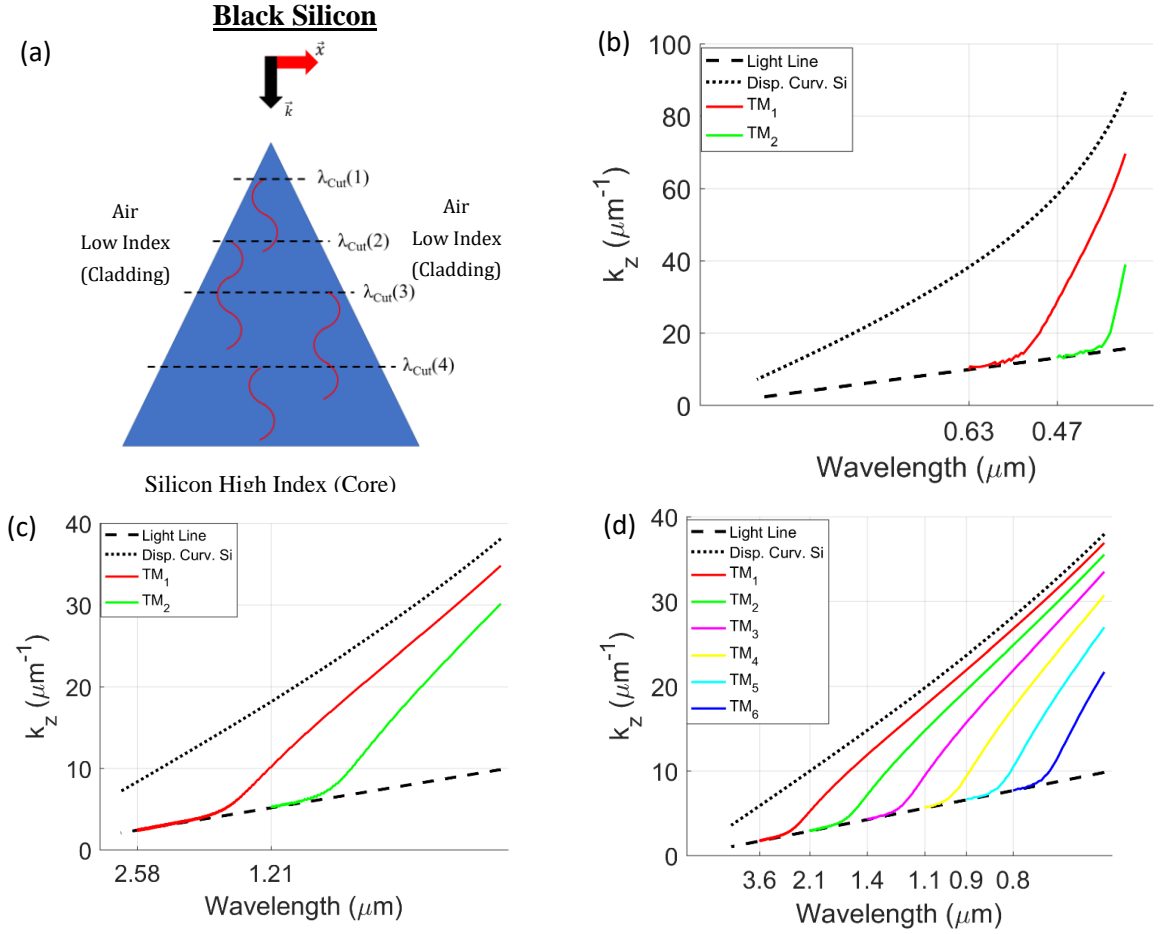 Black Silicon
(a)
x⃗
k⃗
λCut(1)
Air
Low Index
(Cladding)
Air
Low Index
(Cladding)
λCut(2)
λCut(3)
λCut(4)
Silicon High Index (Core)
(b)
100
80
60
40
20
0
kz (μm-1)
Light Line
Disp. Curv. Si
TM1
TM2
0.63
0.47
Wavelength (μm)
(c)
40
30
20
10
0
kz (μm-1)
Light Line
Disp. Curv. Si
TM1
TM2
2.58
1.21
Wavelength (μm)
(d)
40
30
20
10
0
kz (μm-1)
Light Line
Disp. Curv. Si
TM1
TM2
TM3
TM4
TM5
TM6
3.6
2.1
1.4
1.1
0.9
0.8
Wavelength (μm)